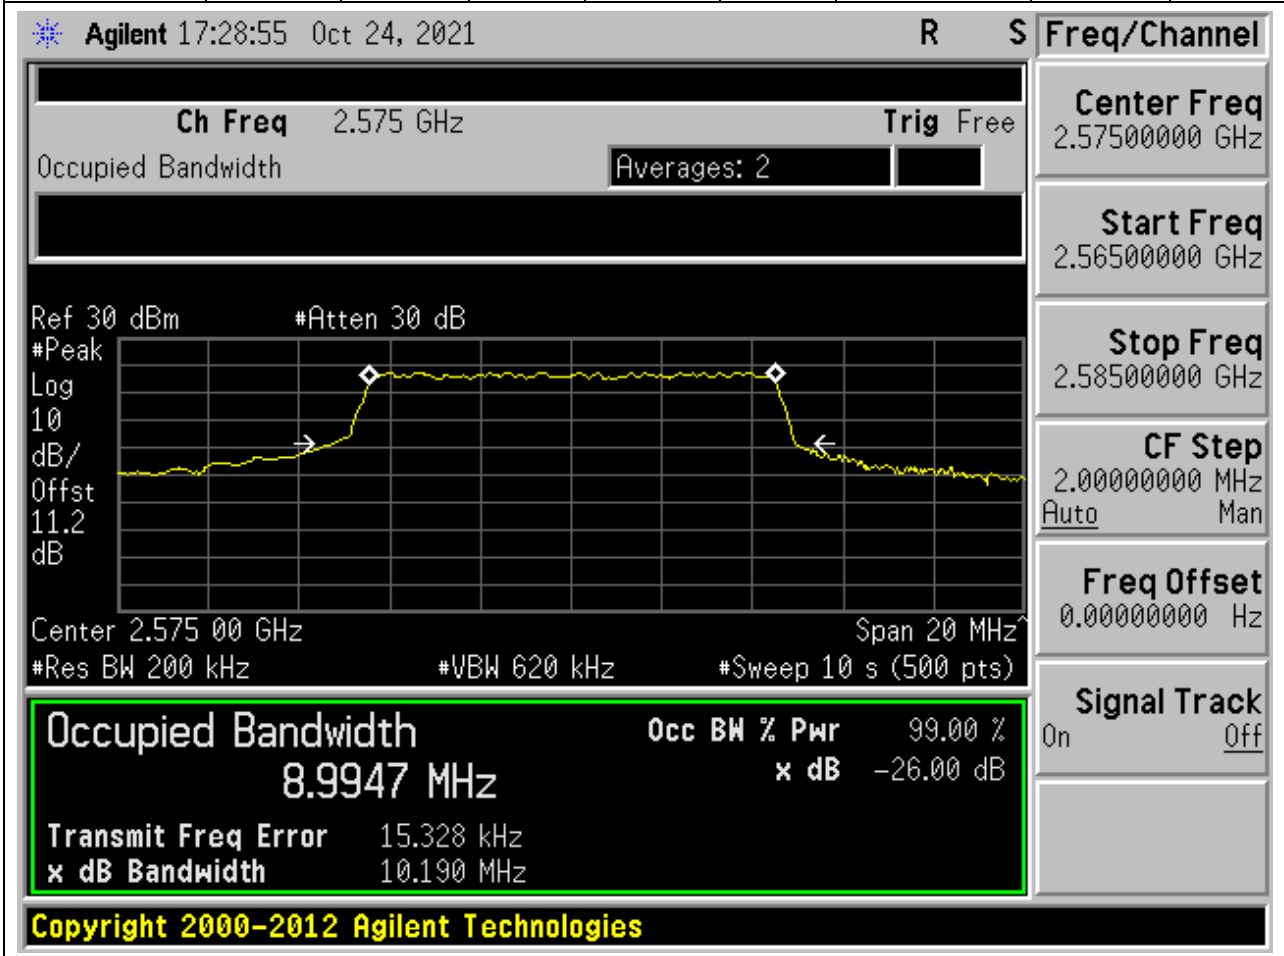 Agilent 17:28:55 Oct 24, 2021 R S Freq/Channel
Ch Freq 2.575 GHz Trig Free
Occupied Bandwidth Averages: 2
Center Freq
2.57500000 GHz
Start Freq
2.56500000 GHz
Stop Freq
2.58500000 GHz
CF Step
2.00000000 MHz
Auto Man
Freq Offset
0.00000000 Hz
Signal Track
On Off
Ref 30 dBm #Atten 30 dB
#Peak
Log
10
dB/
Offst
11.2
dB
Center 2.575 00 GHz Span 20 MHz^
#Res BW 200 kHz #VBW 620 kHz #Sweep 10 s (500 pts)
Occupied Bandwidth Occ BW % Pwr 99.00 %
8.9947 MHz x dB -26.00 dB
Transmit Freq Error 15.328 kHz
x dB Bandwidth 10.190 MHz
Copyright 2000-2012 Agilent Technologies